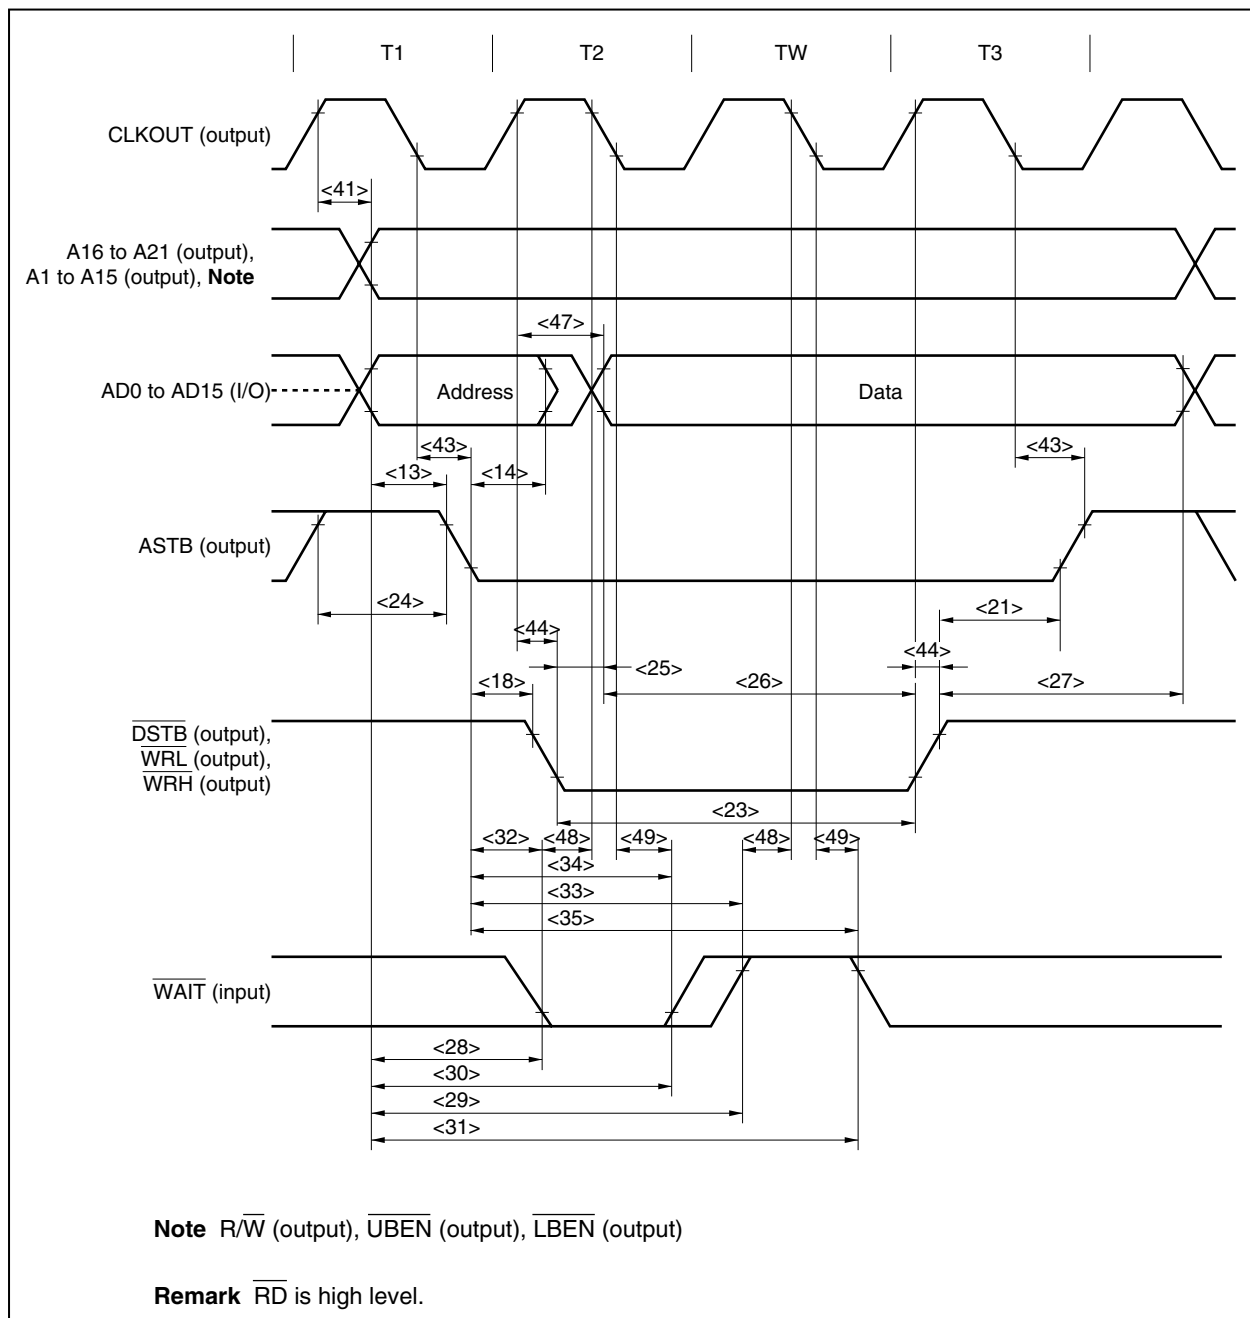 T1 T2 TW T3
CLKOUT (output)
<41>
A16 to A21 (output),
A1 to A15 (output), Note
<47>
AD0 to AD15 (I/O) Address Data
<43> <43>
<13> <14>
ASTB (output)
<24> <21>
<44> <44>
<25>
<18> <26> <27>
DSTB (output),
WRL (output),
WRH (output)
<23>
<32> <48> <49> <48> <49>
<34>
<33>
<35>
WAIT (input)
<28>
<30>
<29>
<31>
Note R/W (output), UBEN (output), LBEN (output)
Remark RD is high level.